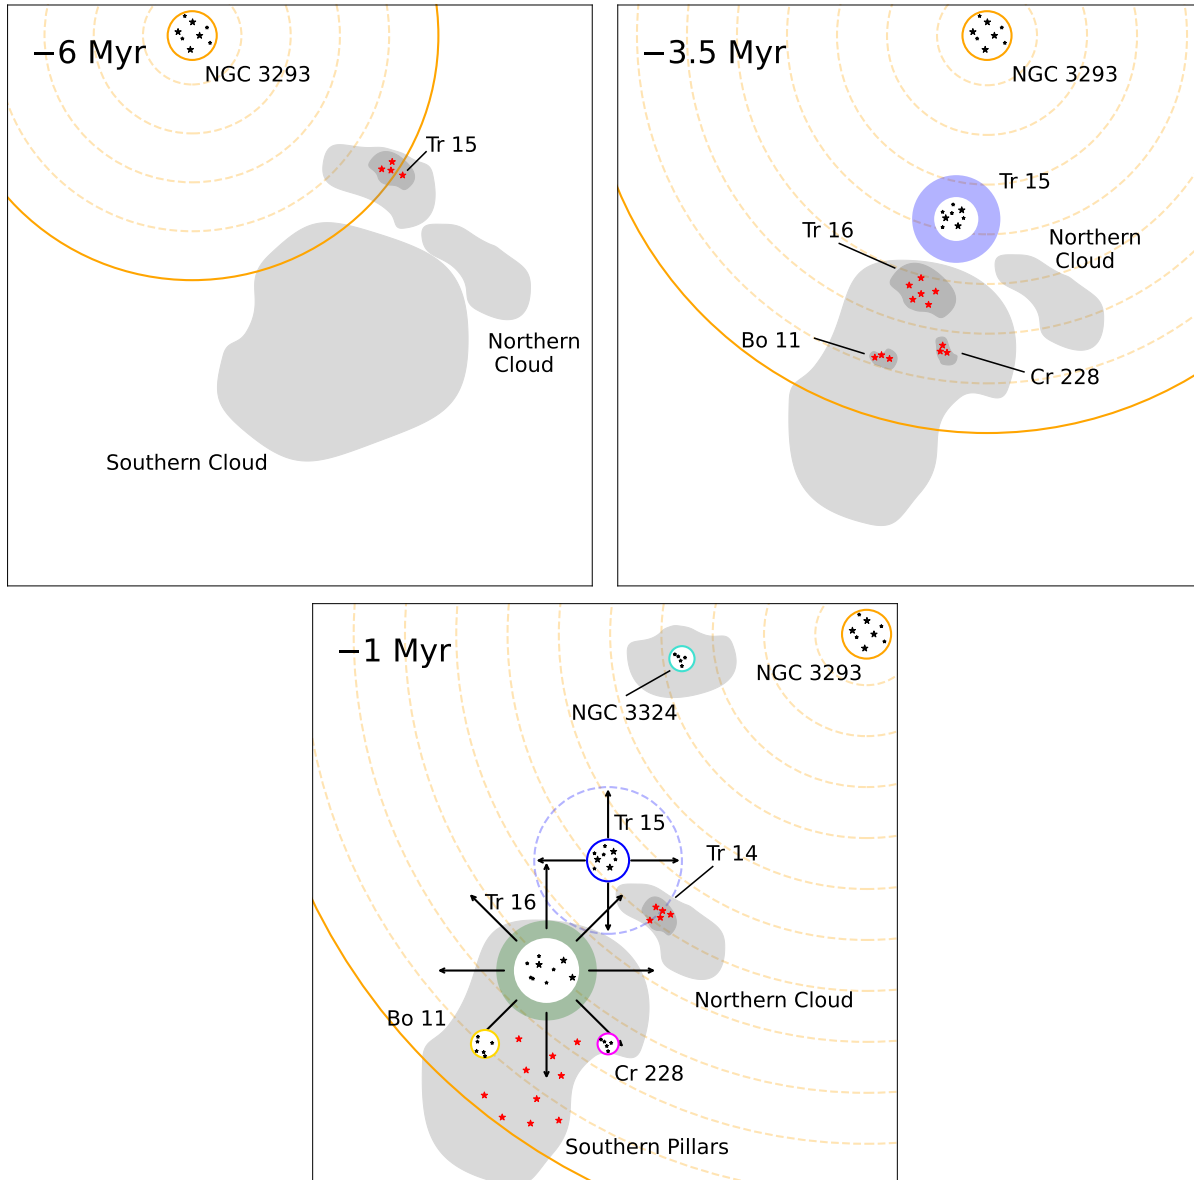 −6 Myr
NGC 3293
Tr 15
Northern
Cloud
Southern Cloud
−3.5 Myr
NGC 3293
Tr 15
Tr 16
Northern
Cloud
Bo 11
Cr 228
−1 Myr
NGC 3293
NGC 3324
Tr 15
Tr 14
Tr 16
Northern Cloud
Bo 11
Cr 228
Southern Pillars